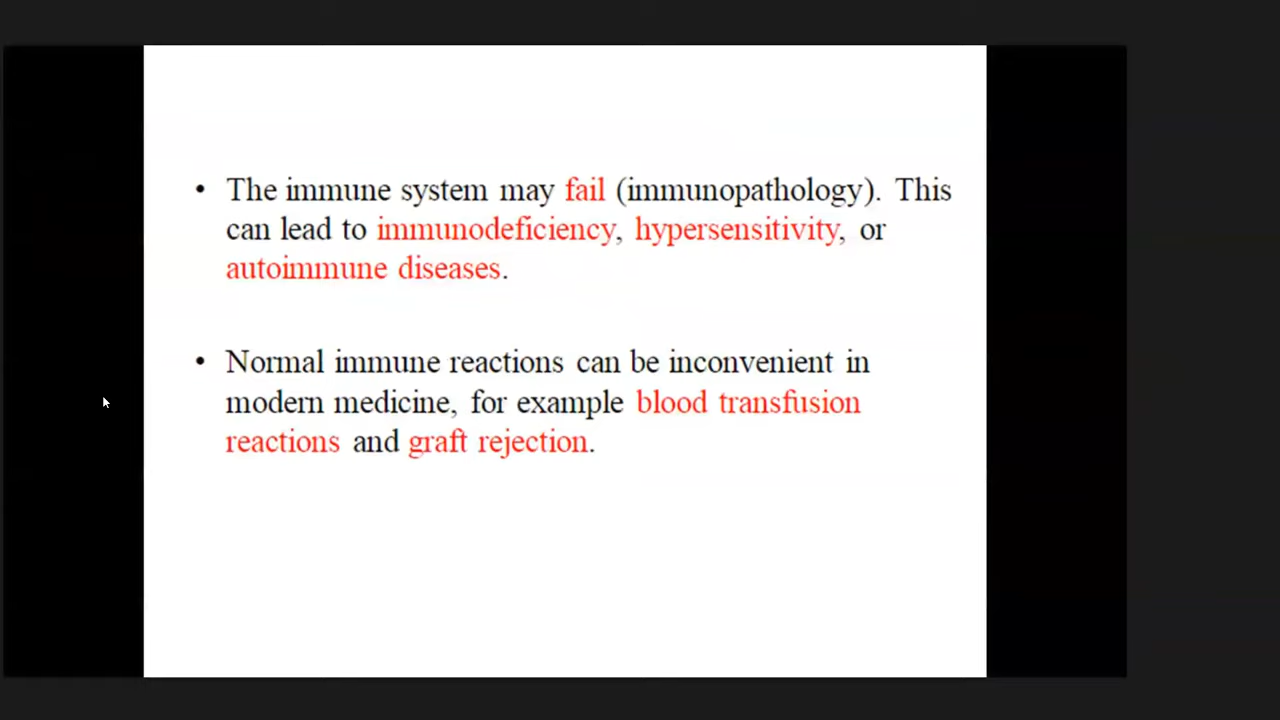 • The immune system may fail (immunopathology). This
can lead to immunodeficiency, hypersensitivity, or
autoimmune diseases.
• Normal immune reactions can be inconvenient in
modern medicine, for example blood transfusion
reactions and graft rejection.